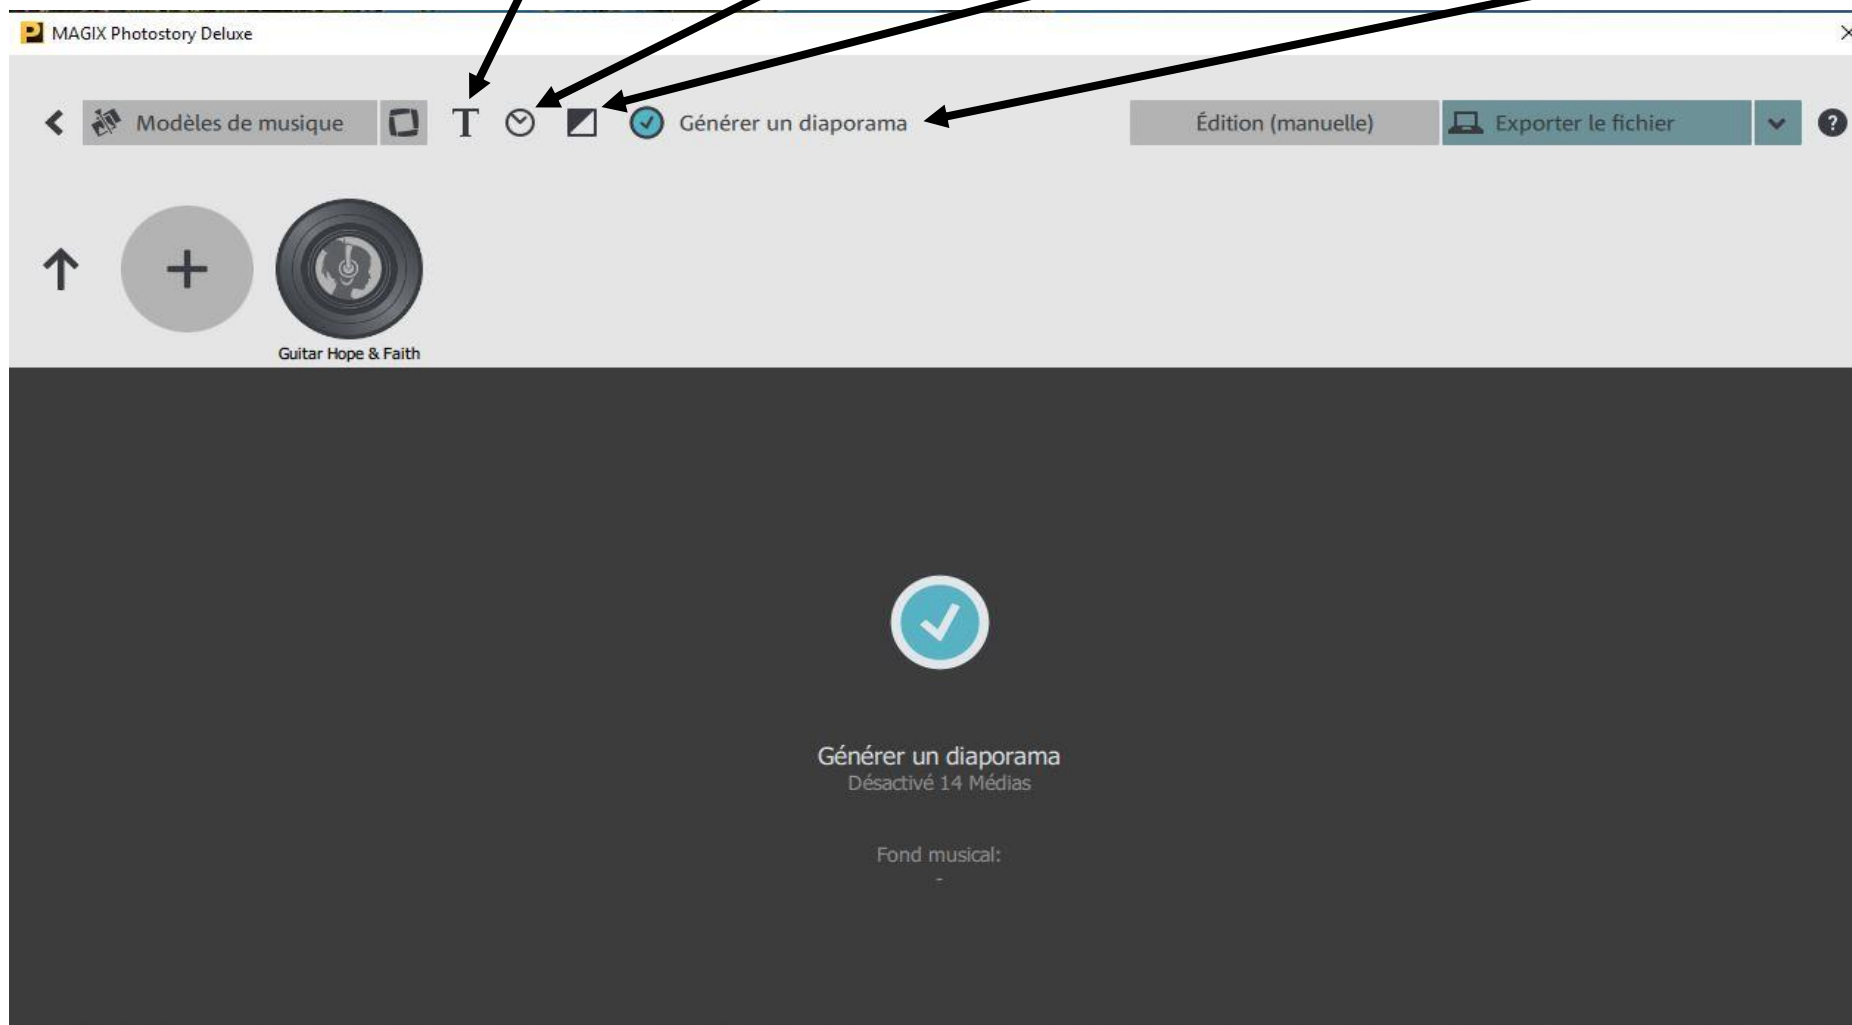 MAGIX Photostory Deluxe
Modèles de musique
T
Générer un diaporama
Édition (manuelle)
Exporter le fichier
?
Guitar Hope & Faith
Générer un diaporama
Désactivé 14 Médias
Fond musical:
-